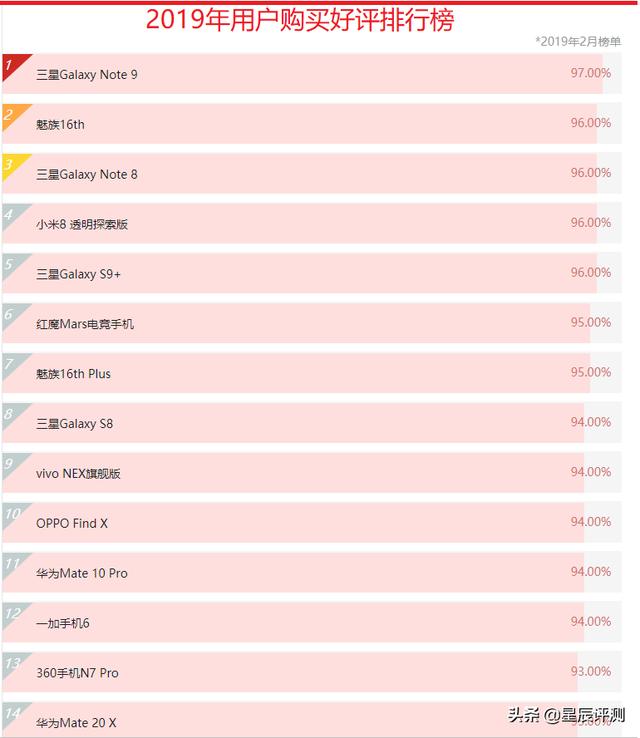 2019年用户购买好评排行榜
*2019年2月榜单
1 三星Galaxy Note 9 97.00%
2 魅族16th 96.00%
3 三星Galaxy Note 8 96.00%
4 小米8 透明探索版 96.00%
5 三星Galaxy S9+ 96.00%
6 红魔Mars电竞手机 95.00%
7 魅族16th Plus 95.00%
8 三星Galaxy S8 94.00%
9 vivo NEX旗舰版 94.00%
10 OPPO Find X 94.00%
11 华为Mate 10 Pro 94.00%
12 一加手机6 94.00%
13 360手机N7 Pro 93.00%
14 华为Mate 20 X
头条 @星辰评测